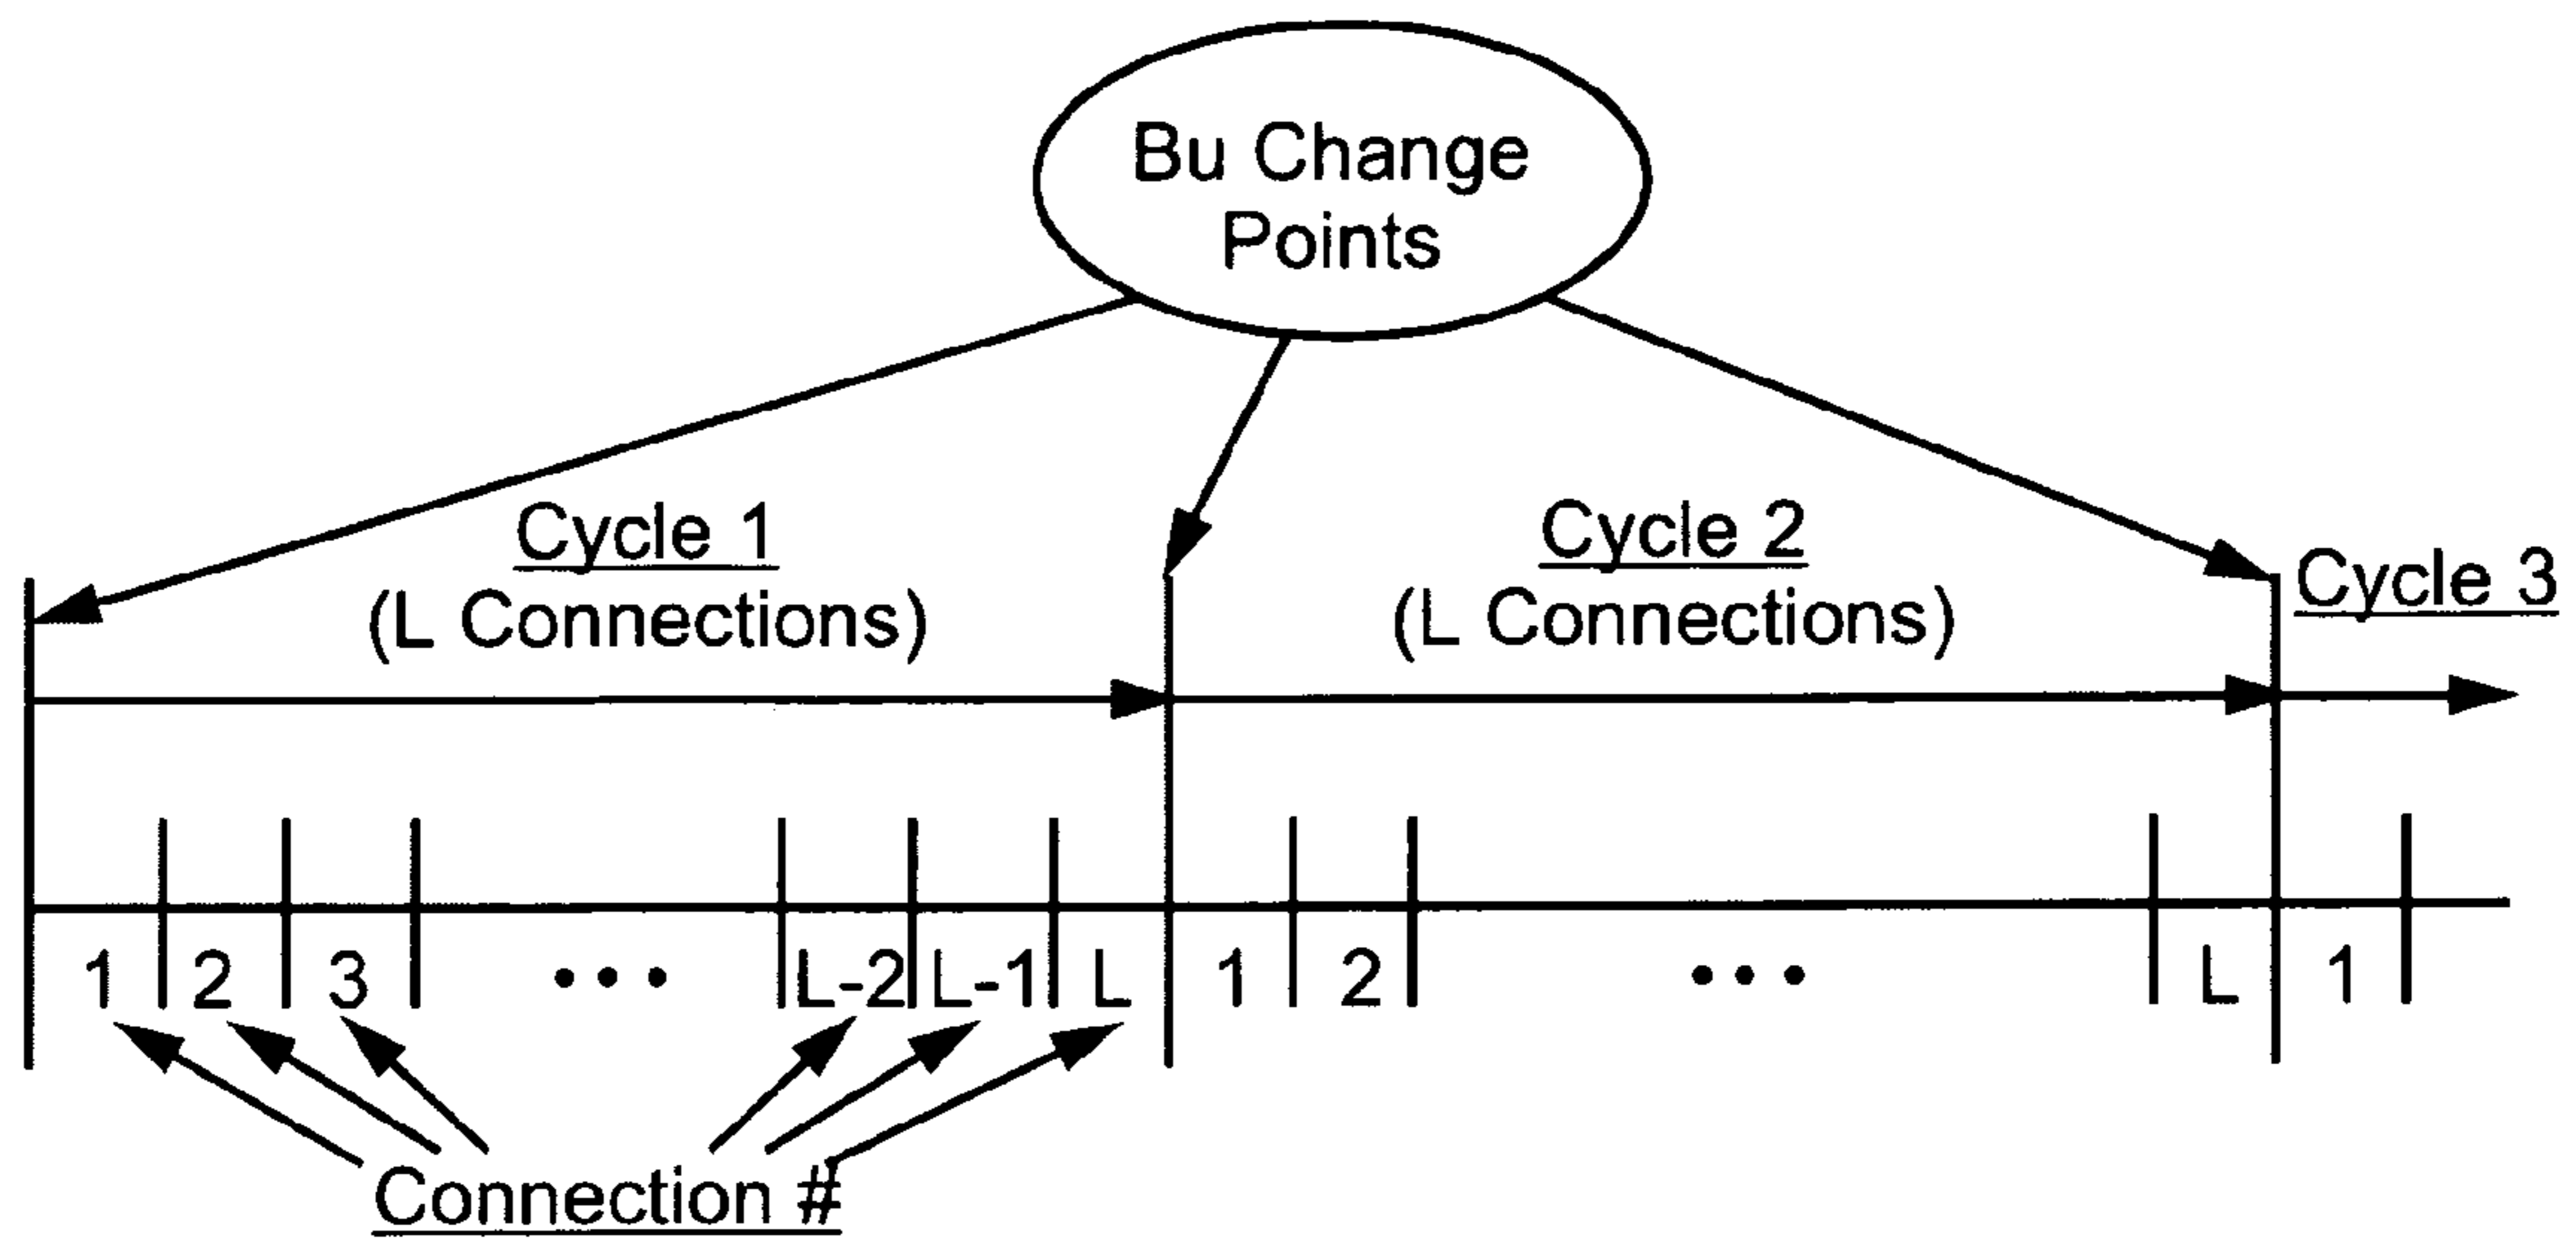 Bu Change
Points
Cycle 1
(L Connections)
Cycle 2
(L Connections)
Cycle 3
1 2 3 ••• L-2 L-1 L 1 2 ••• L 1
Connection #